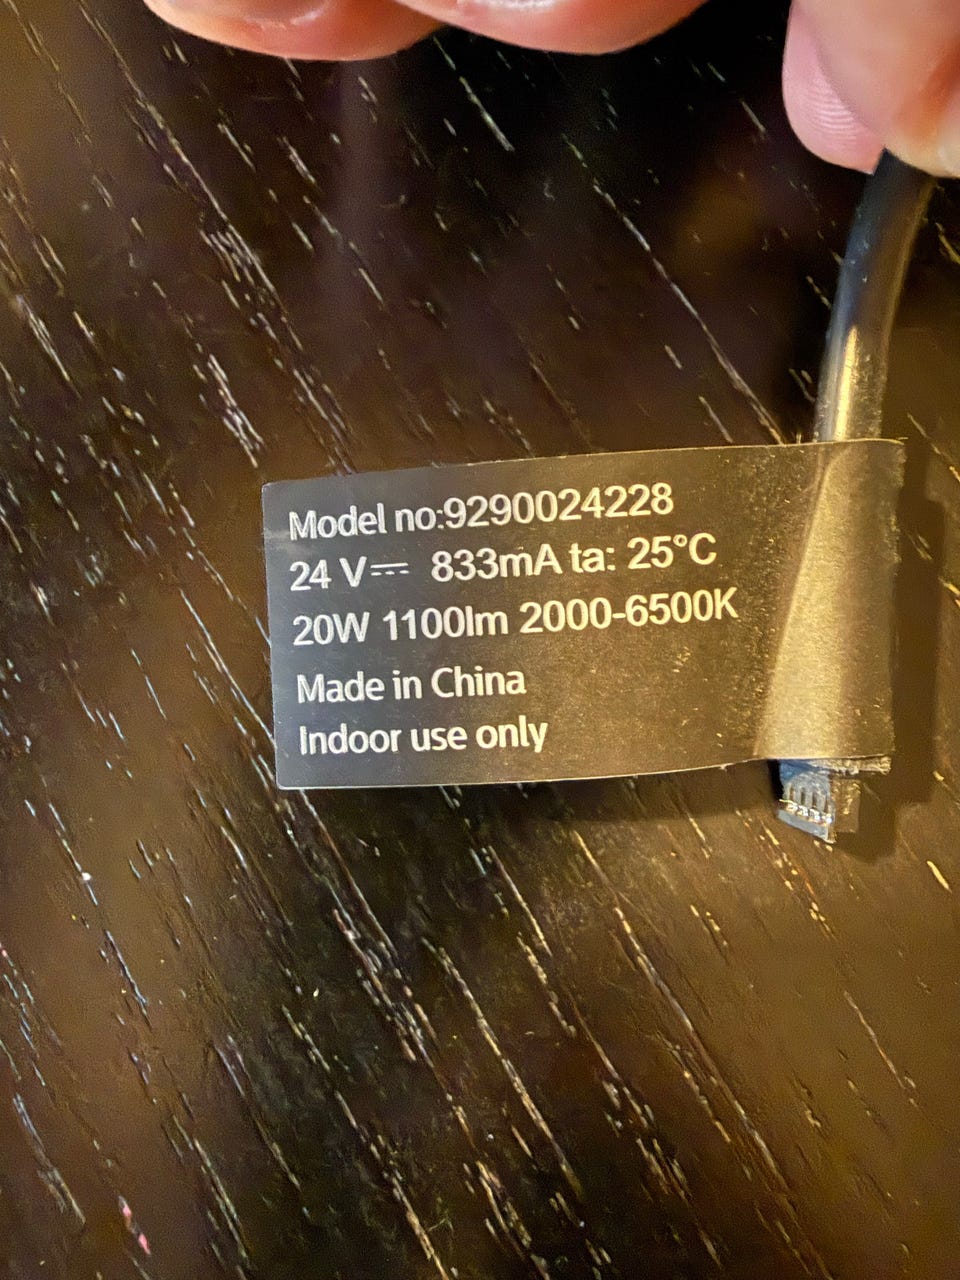 Model no:9290024228
24 V⎓ 833mA ta: 25°C
20W 1100lm 2000-6500K
Made in China
Indoor use only